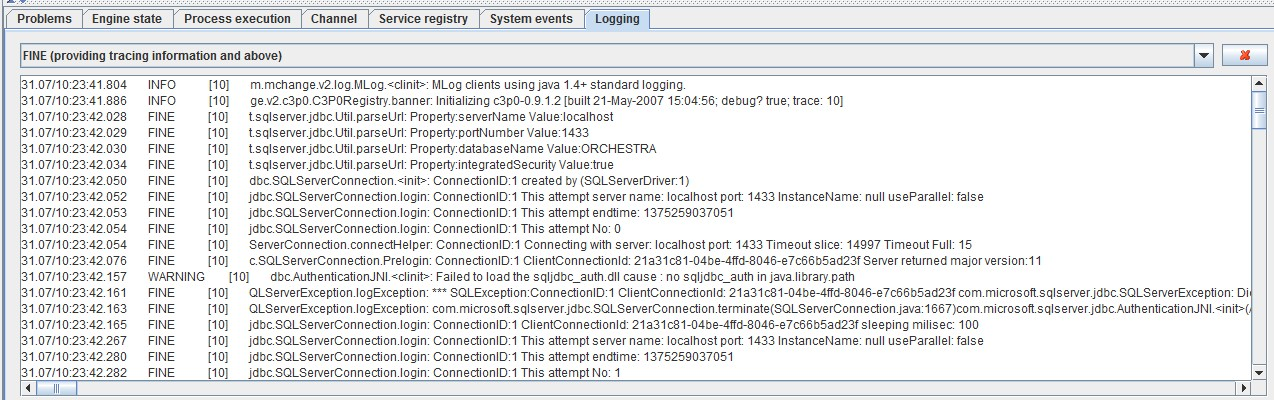 Problems Engine state Process execution Channel Service registry System events Logging
FINE (providing tracing information and above)
31.07/10:23:41.804 INFO [10] m.mchange.v2.log.MLog.<clinit>: MLog clients using java 1.4+ standard logging.
31.07/10:23:41.886 INFO [10] ge.v2.c3p0.C3P0Registry.banner: Initializing c3p0-0.9.1.2 [built 21-May-2007 15:04:56; debug? true; trace: 10]
31.07/10:23:42.028 FINE [10] t.sqlserver.jdbc.Util.parseUrl: Property:serverName Value:localhost
31.07/10:23:42.029 FINE [10] t.sqlserver.jdbc.Util.parseUrl: Property:portNumber Value:1433
31.07/10:23:42.030 FINE [10] t.sqlserver.jdbc.Util.parseUrl: Property:databaseName Value:ORCHESTRA
31.07/10:23:42.034 FINE [10] t.sqlserver.jdbc.Util.parseUrl: Property:integratedSecurity Value:true
31.07/10:23:42.050 FINE [10] dbc.SQLServerConnection.<init>: ConnectionID:1 created by (SQLServerDriver:1)
31.07/10:23:42.052 FINE [10] jdbc.SQLServerConnection.login: ConnectionID:1 This attempt server name: localhost port: 1433 InstanceName: null useParallel: false
31.07/10:23:42.053 FINE [10] jdbc.SQLServerConnection.login: ConnectionID:1 This attempt endtime: 1375259037051
31.07/10:23:42.054 FINE [10] jdbc.SQLServerConnection.login: ConnectionID:1 This attempt No: 0
31.07/10:23:42.054 FINE [10] ServerConnection.connectHelper: ConnectionID:1 Connecting with server: localhost port: 1433 Timeout slice: 14997 Timeout Full: 15
31.07/10:23:42.076 FINE [10] c.SQLServerConnection.Prelogin: ConnectionID:1 ClientConnectionId: 21a31c81-04be-4ffd-8046-e7c66b5ad23f Server returned major version:11
31.07/10:23:42.157 WARNING [10] dbc.AuthenticationJNI.<clinit>: Failed to load the sqljdbc_auth.dll cause : no sqljdbc_auth in java.library.path
31.07/10:23:42.161 FINE [10] QLServerException.logException: *** SQLException:ConnectionID:1 ClientConnectionId: 21a31c81-04be-4ffd-8046-e7c66b5ad23f com.microsoft.sqlserver.jdbc.SQLServerException: Di
31.07/10:23:42.163 FINE [10] QLServerException.logException: com.microsoft.sqlserver.jdbc.SQLServerConnection.terminate(SQLServerConnection.java:1667)com.microsoft.sqlserver.jdbc.AuthenticationJNI.<init>(
31.07/10:23:42.165 FINE [10] jdbc.SQLServerConnection.login: ConnectionID:1 ClientConnectionId: 21a31c81-04be-4ffd-8046-e7c66b5ad23f sleeping milisec: 100
31.07/10:23:42.267 FINE [10] jdbc.SQLServerConnection.login: ConnectionID:1 This attempt server name: localhost port: 1433 InstanceName: null useParallel: false
31.07/10:23:42.280 FINE [10] jdbc.SQLServerConnection.login: ConnectionID:1 This attempt endtime: 1375259037051
31.07/10:23:42.282 FINE [10] jdbc.SQLServerConnection.login: ConnectionID:1 This attempt No: 1